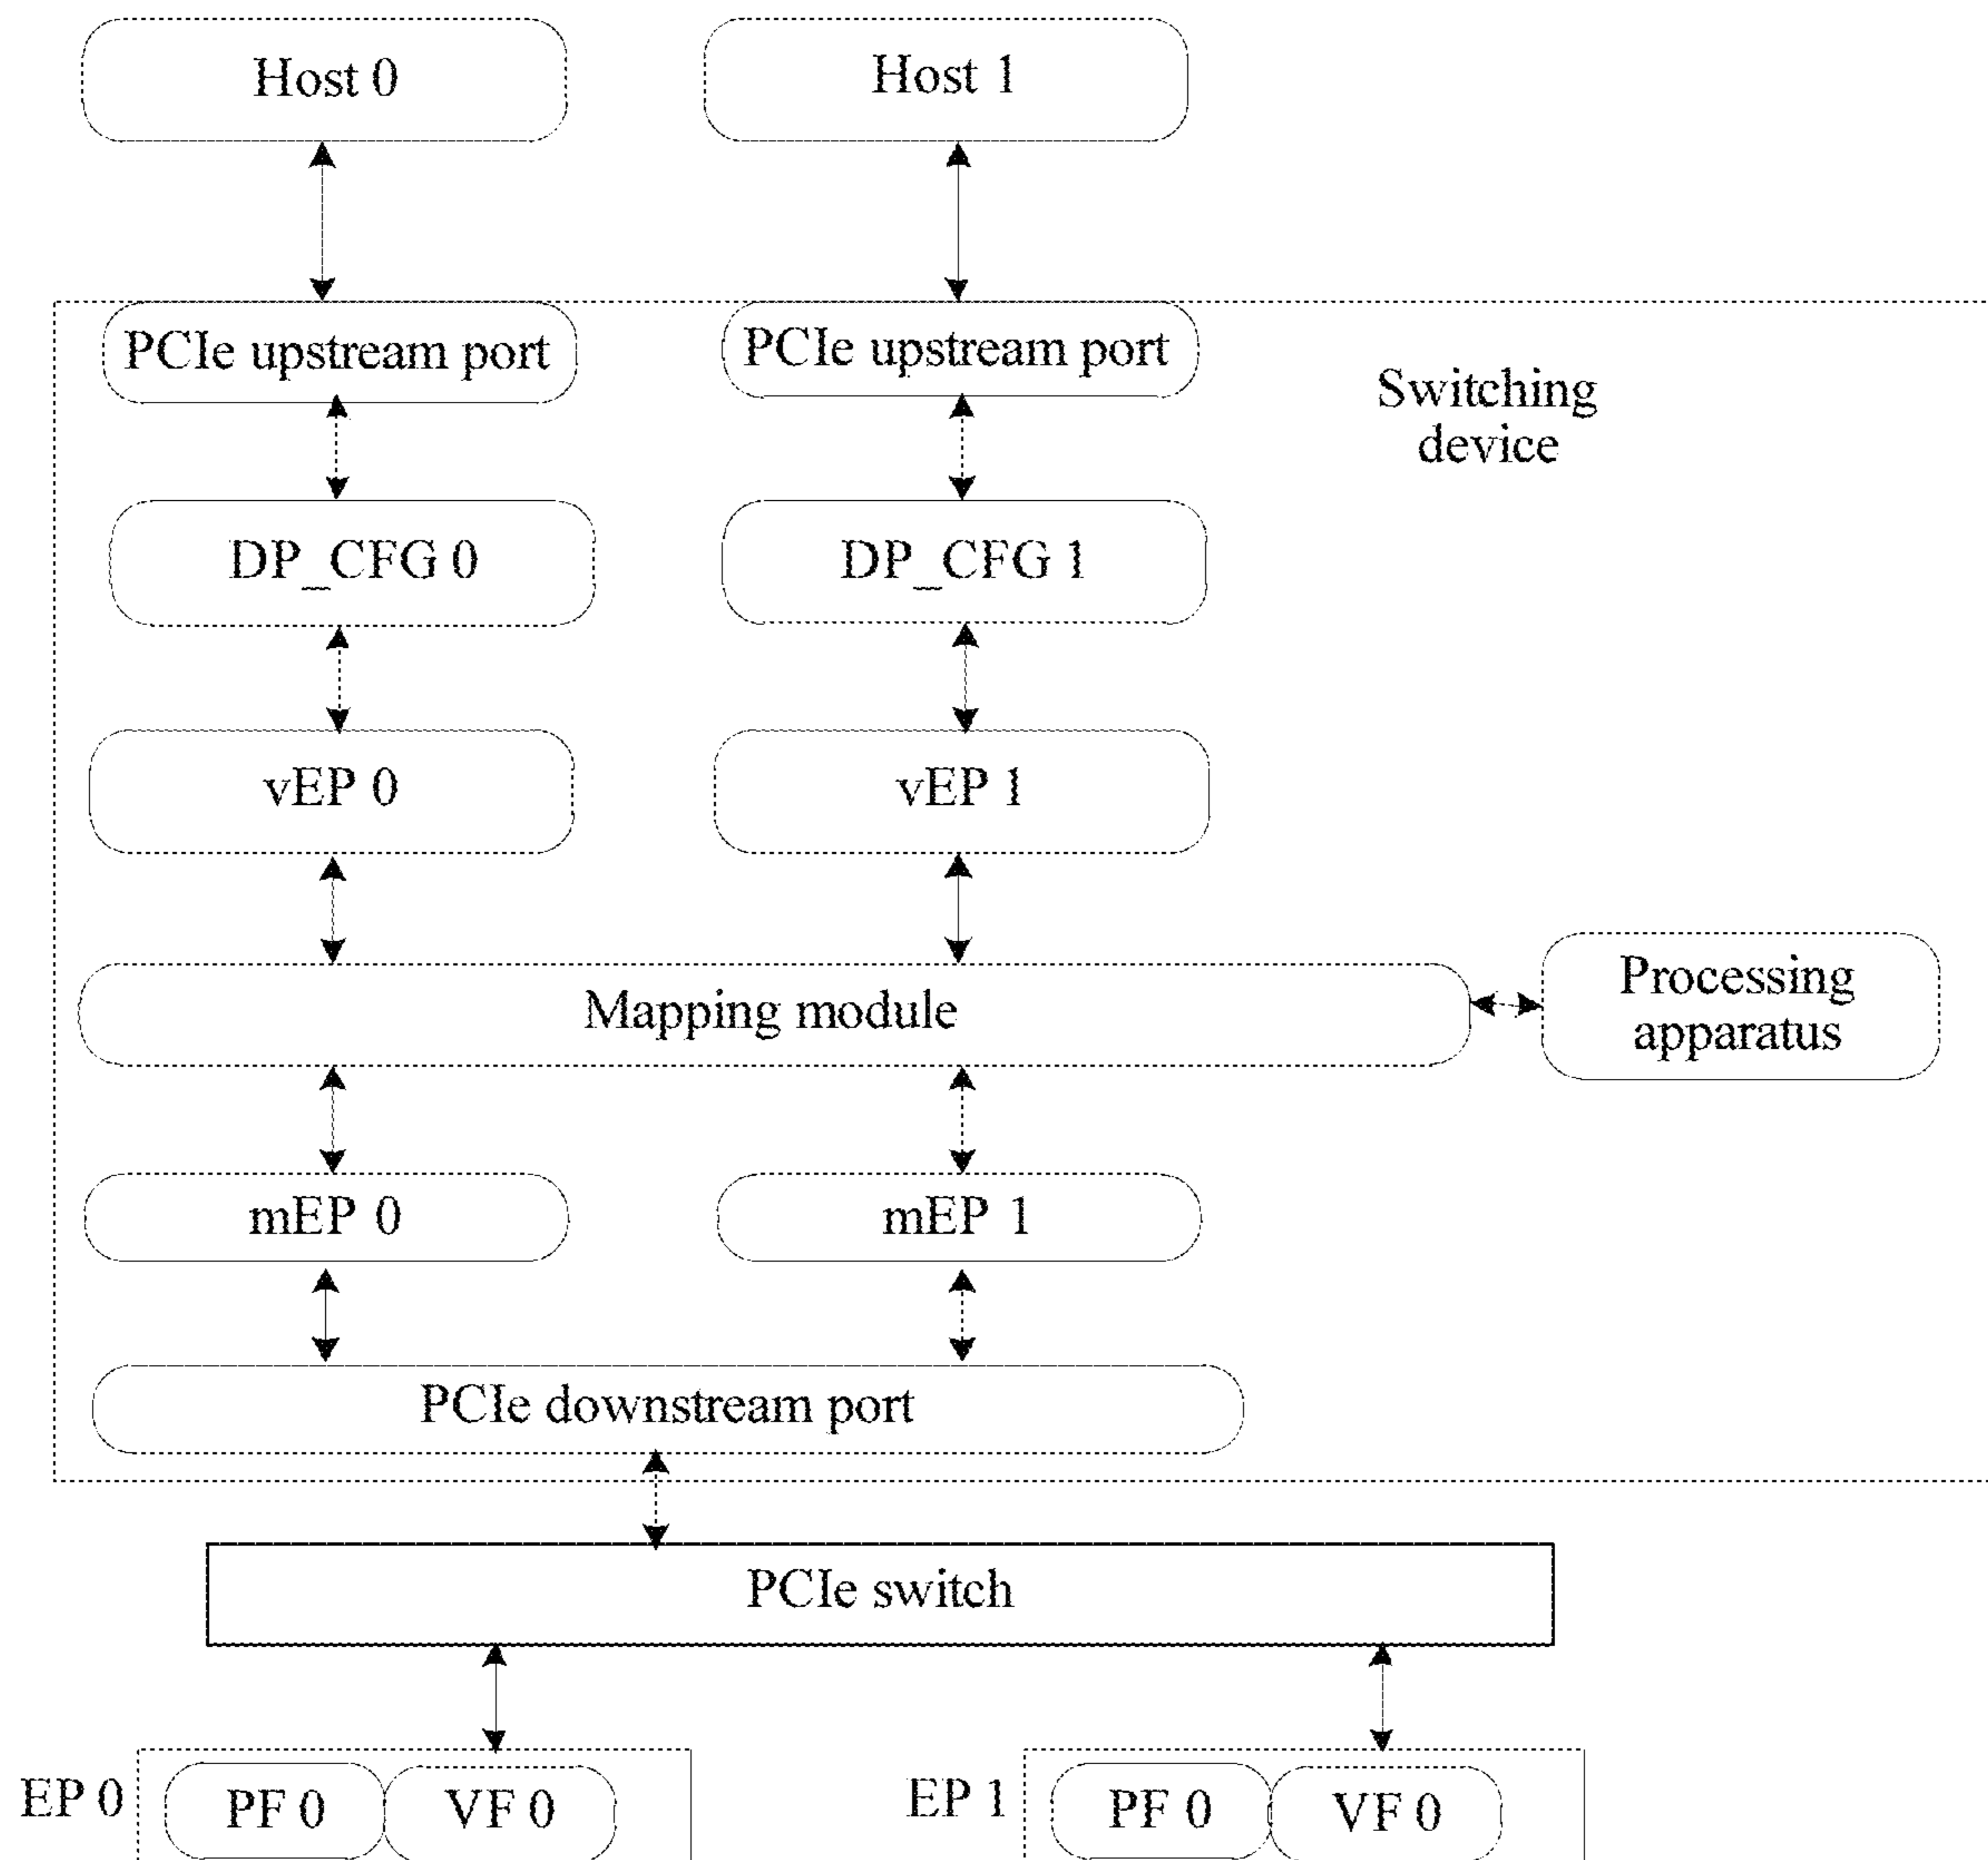 Host 0
Host 1
PCIe upstream port
PCIe upstream port
Switching
device
DP_CFG 0
DP_CFG 1
vEP 0
vEP 1
Mapping module
Processing
apparatus
mEP 0
mEP 1
PCIe downstream port
PCIe switch
EP 0
PF 0
VF 0
EP 1
PF 0
VF 0